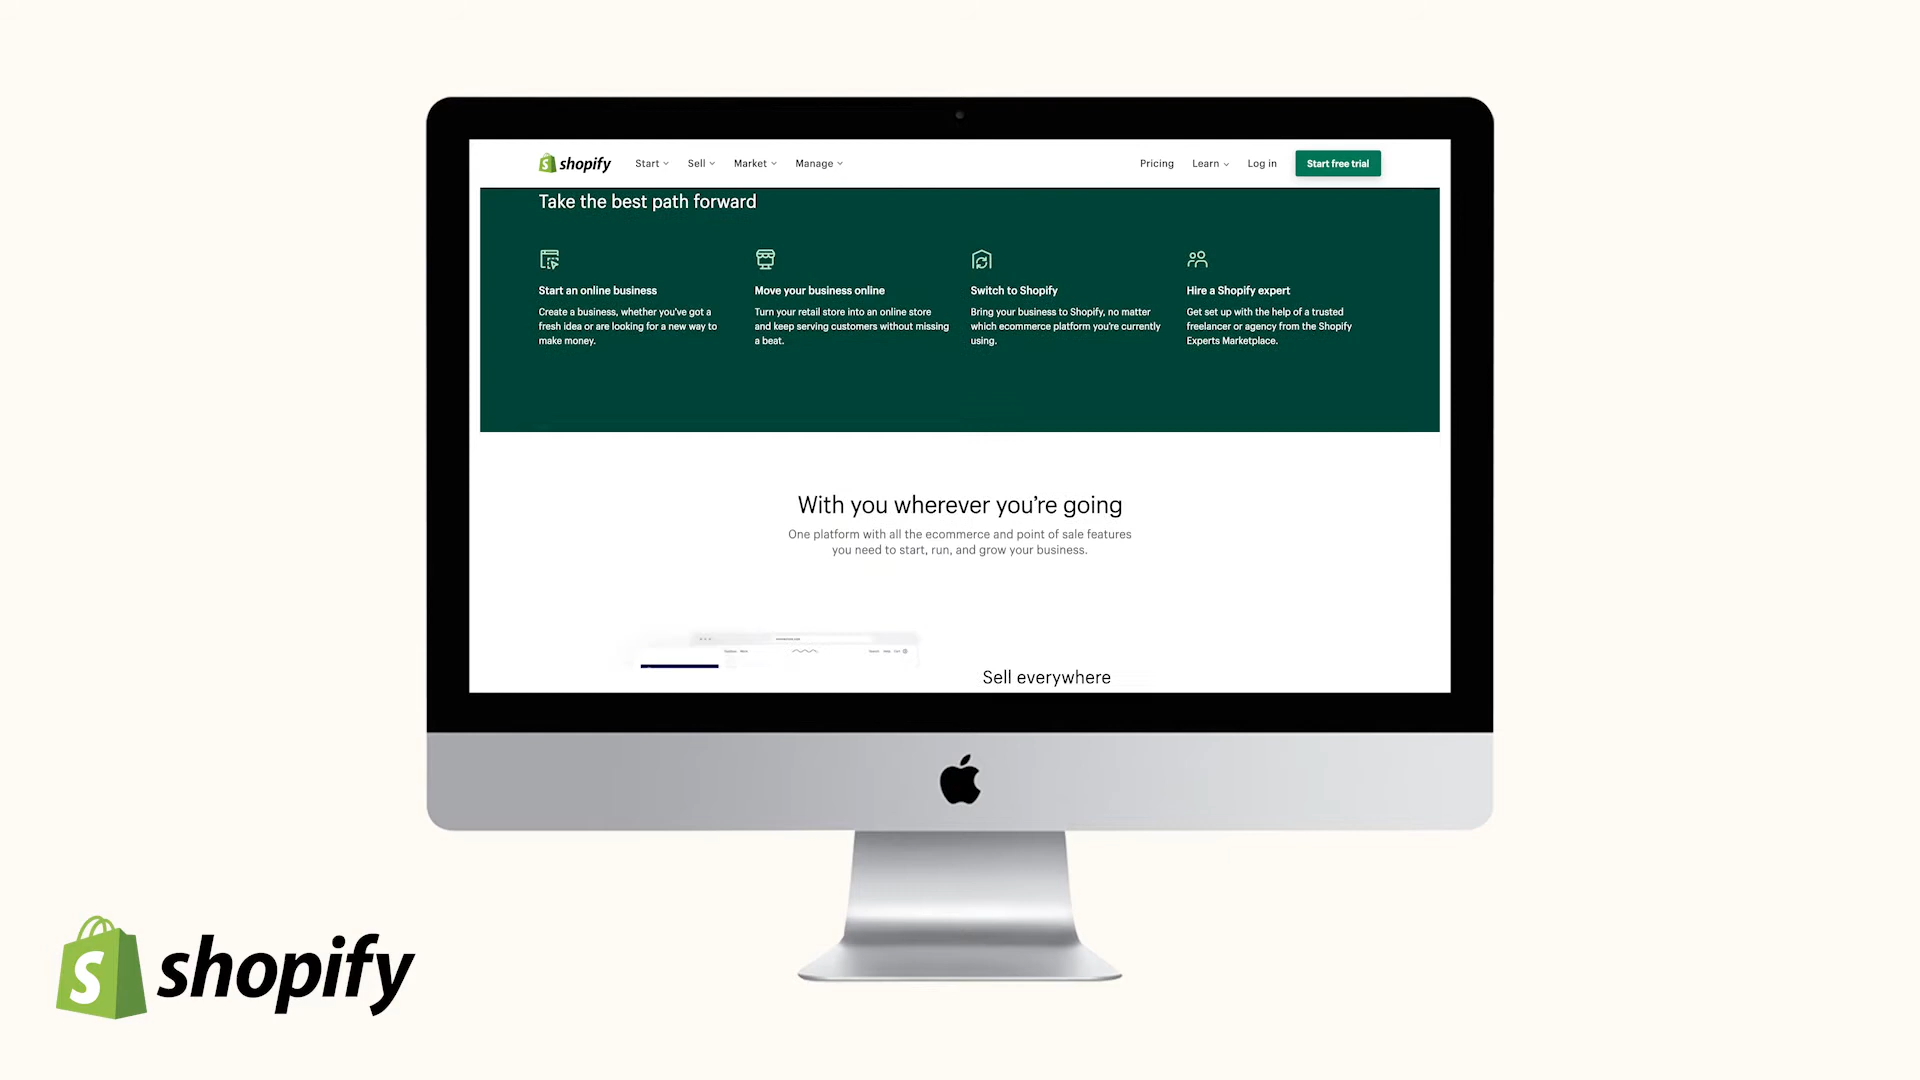 shopify Start Sell Market Manage Pricing Learn Log in Start free trial
Take the best path forward
Start an online business
Create a business, whether you've got a
fresh idea or are looking for a new way to
make money.
Move your business online
Turn your retail store into an online store
and keep serving customers without missing
a beat.
Switch to Shopify
Bring your business to Shopify, no matter
which ecommerce platform you're currently
using.
Hire a Shopify expert
Get set up with the help of a trusted
freelancer or agency from the Shopify
Experts Marketplace.
With you wherever you're going
One platform with all the ecommerce and point of sale features
you need to start, run, and grow your business.
Sell everywhere
shopify